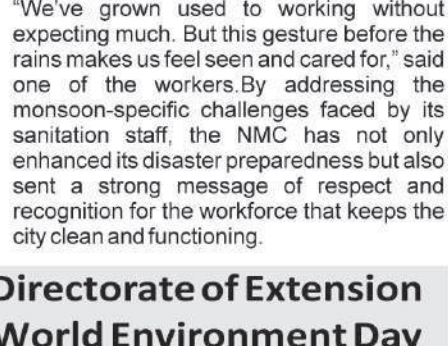 “We’ve grown used to working without
expecting much. But this gesture before the
rains makes us feel seen and cared for,” said
one of the workers.By addressing the
monsoon-specific challenges faced by its
sanitation staff, the NMC has not only
enhanced its disaster preparedness but also
sent a strong message of respect and
recognition for the workforce that keeps the
city clean and functioning.
Directorate of Extension
World Environment Day